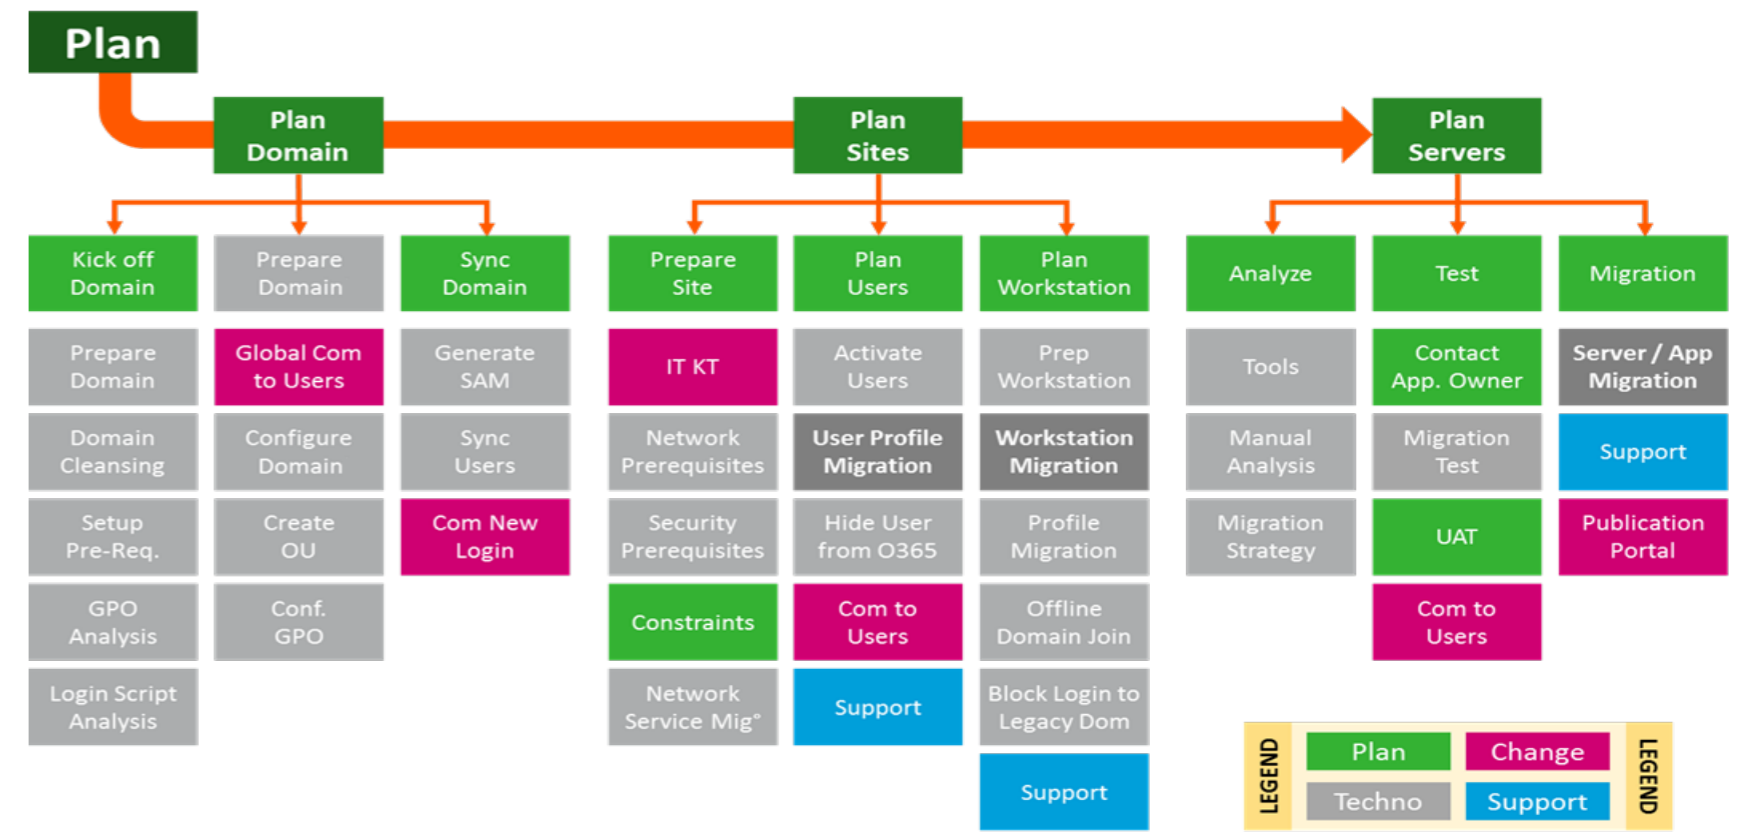 Plan
Plan
Domain
Plan
Sites
Plan
Servers
Kick off
Domain
Prepare
Domain
Sync
Domain
Prepare
Site
Plan
Users
Plan
Workstation
Analyze
Test
Migration
Prepare
Domain
Global Com
to Users
Generate
SAM
IT KT
Activate
Users
Prep
Workstation
Tools
Contact
App. Owner
Server / App
Migration
Domain
Cleansing
Configure
Domain
Sync
Users
Network
Prerequisites
User Profile
Migration
Workstation
Migration
Manual
Analysis
Migration
Test
Support
Setup
Pre-Req.
Create
OU
Com New
Login
Security
Prerequisites
Hide User
from O365
Profile
Migration
Migration
Strategy
UAT
Publication
Portal
GPO
Analysis
Conf.
GPO
Constraints
Com to
Users
Offline
Domain Join
Com to
Users
Login Script
Analysis
Network
Service Mig°
Support
Block Login to
Legacy Dom
Support
LEGEND
Plan
Change
Techno
Support
LEGEND